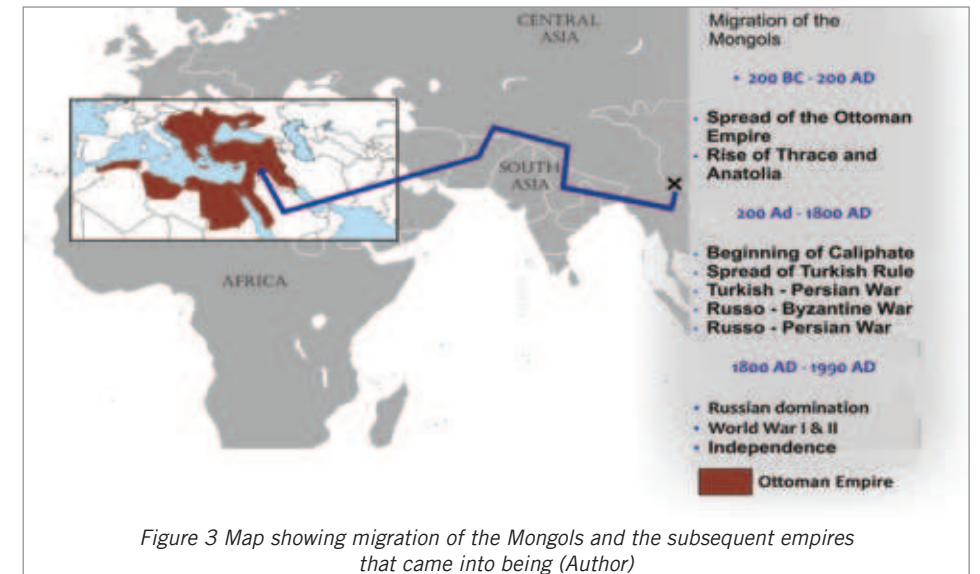 CENTRAL
ASIA
SOUTH
ASIA
AFRICA
Migration of the
Mongols
• 200 BC - 200 AD
• Spread of the Ottoman
Empire
• Rise of Thrace and
Anatolia
200 Ad - 1800 AD
• Beginning of Caliphate
• Spread of Turkish Rule
• Turkish - Persian War
• Russo - Byzantine War
• Russo - Persian War
1800 AD - 1990 AD
• Russian domination
• World War I & II
• Independence
Ottoman Empire
Figure 3 Map showing migration of the Mongols and the subsequent empires
that came into being (Author)